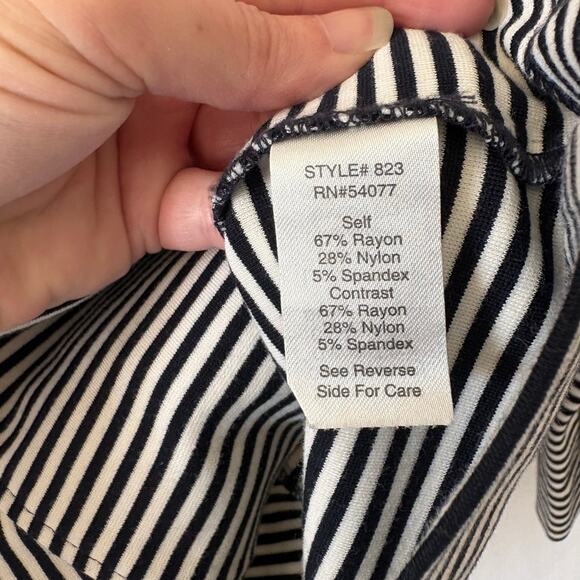 STYLE# 823
RN#54077
Self
67% Rayon
28% Nylon
5% Spandex
Contrast
67% Rayon
28% Nylon
5% Spandex
See Reverse
Side For Care